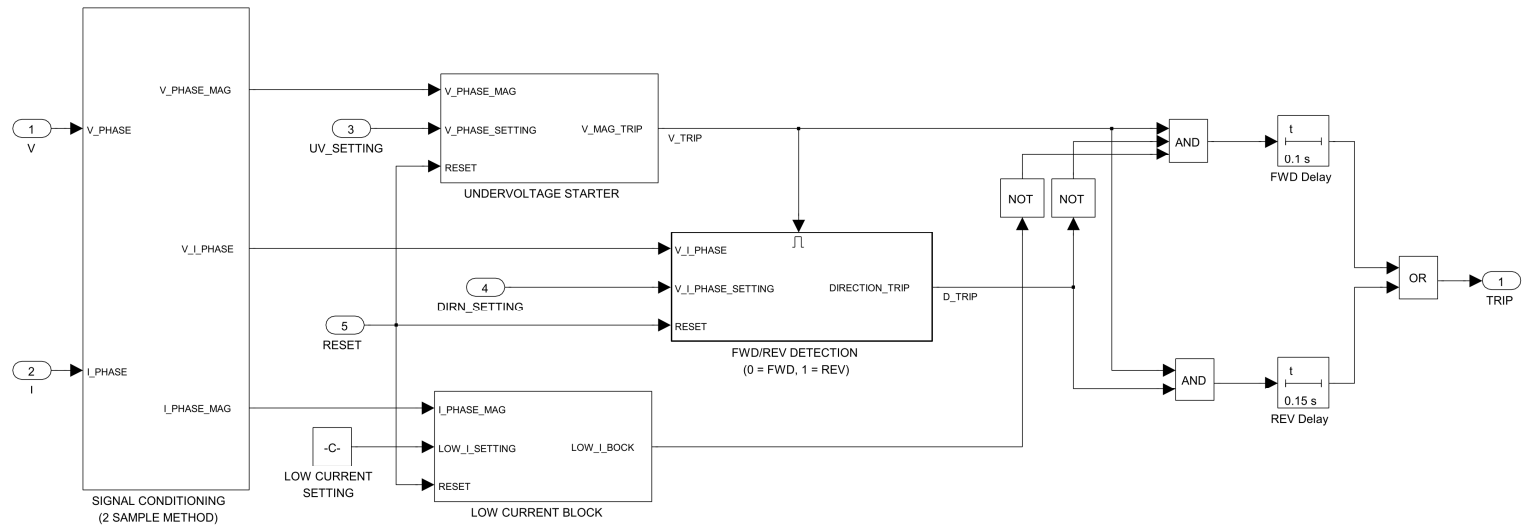 V_PHASE_MAG
V_PHASE_MAG
1
V_PHASE
3
V_PHASE_SETTING
V_MAG_TRIP
V_TRIP
AND
t
0.1 s
V
UV_SETTING
RESET
FWD Delay
UNDERVOLTAGE STARTER
NOT
NOT
V_I_PHASE
V_I_PHASE
4
V_I_PHASE_SETTING
DIRECTION_TRIP
D_TRIP
OR
1
TRIP
DIRN_SETTING
5
RESET
RESET
FWD/REV DETECTION
(0 = FWD, 1 = REV)
2
I_PHASE
I
AND
t
0.15 s
REV Delay
I_PHASE_MAG
I_PHASE_MAG
-C-
LOW_I_SETTING
LOW_I_BOCK
LOW CURRENT
SETTING
RESET
SIGNAL CONDITIONING
(2 SAMPLE METHOD)
LOW CURRENT BLOCK